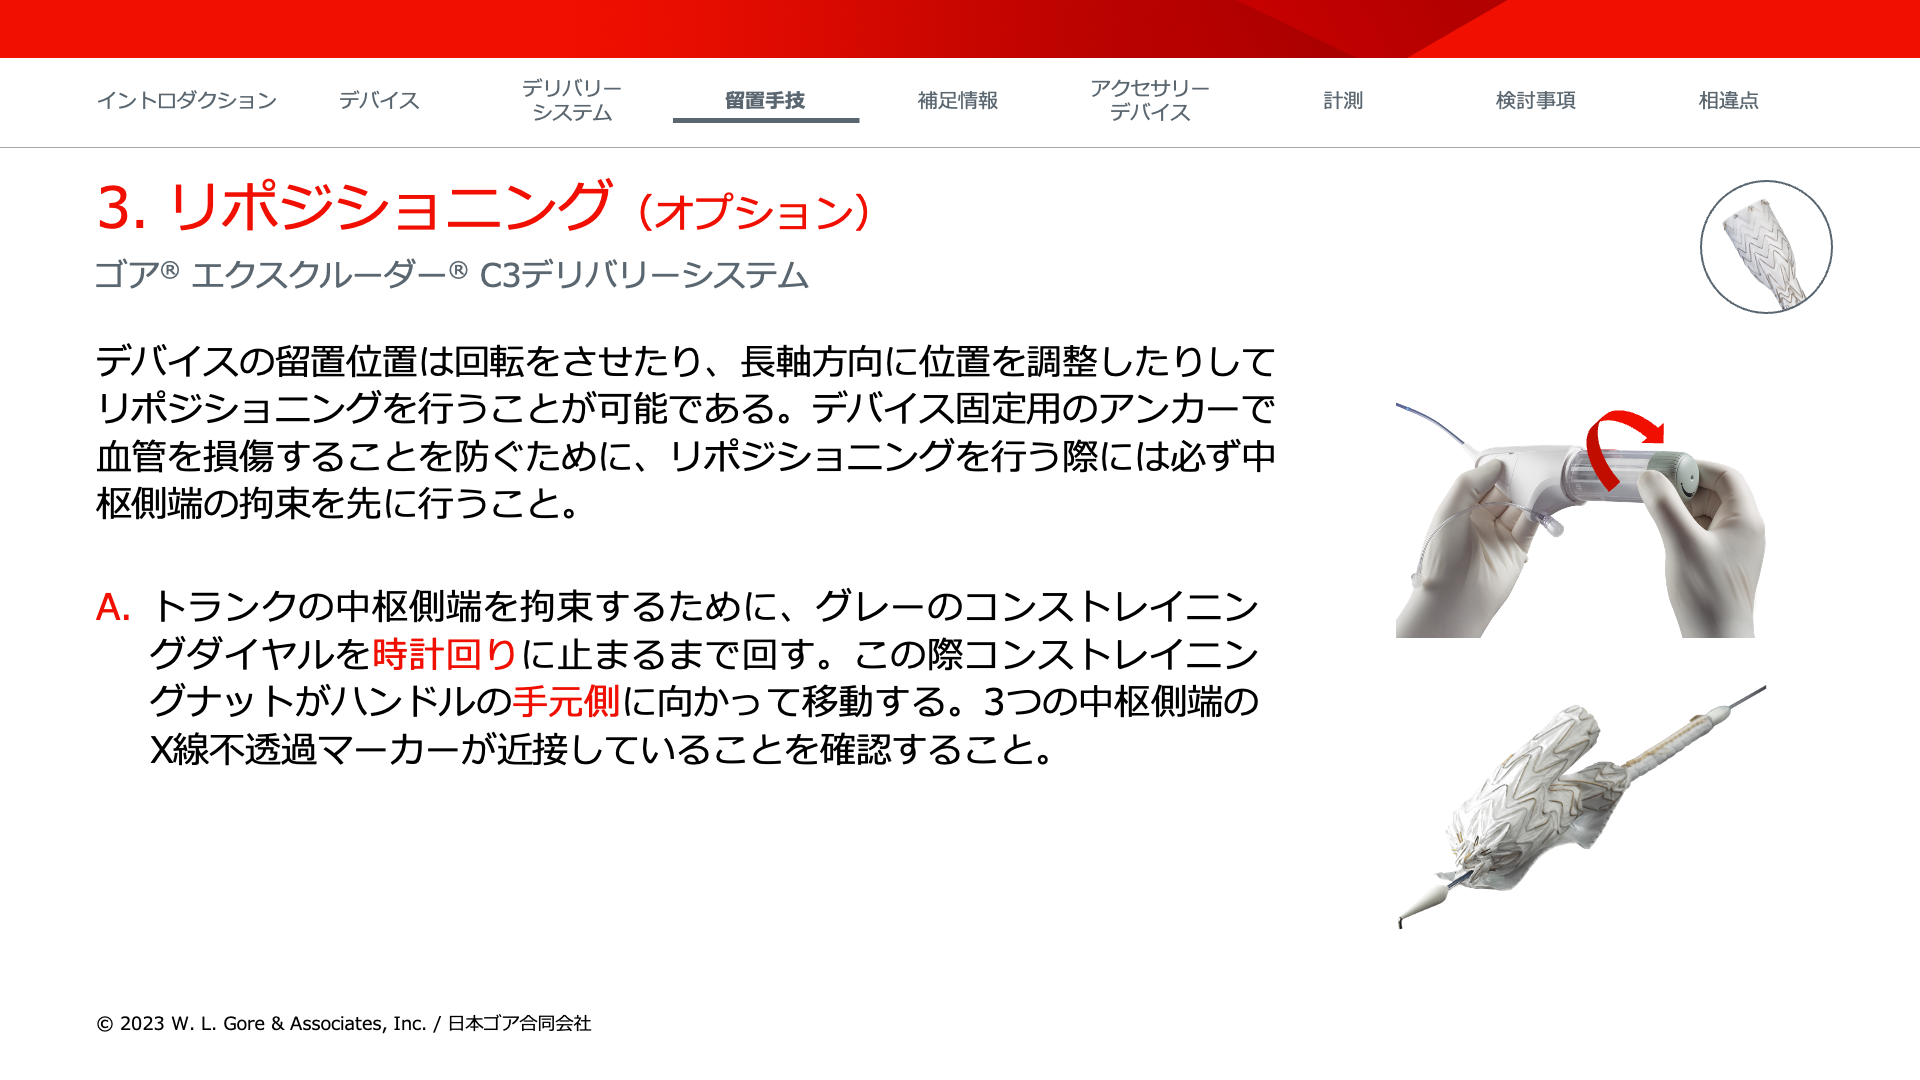 イントロダクション
デバイス
デリバリー
システム
留置手技
補足情報
アクセサリー
デバイス
計測
検討事項
相違点
3. リポジショニング（オプション）
ゴア® エクスクルーダー® C3デリバリーシステム
デバイスの留置位置は回転をさせたり、長軸方向に位置を調整したりして
リポジショニングを行うことが可能である。デバイス固定用のアンカーで
血管を損傷することを防ぐために、リポジショニングを行う際には必ず中
枢側端の拘束を先に行うこと。
A. トランクの中枢側端を拘束するために、グレーのコンストレイニン
グダイヤルを時計回りに止まるまで回す。この際コンストレイニン
グナットがハンドルの手元側に向かって移動する。3つの中枢側端の
X線不透過マーカーが近接していることを確認すること。
© 2023 W. L. Gore & Associates, Inc. / 日本ゴア合同会社